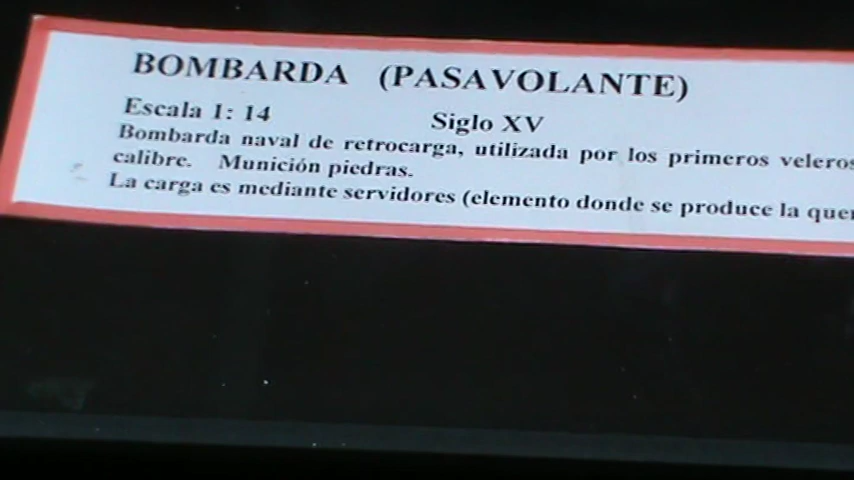 BOMBARDA (PASAVOLANTE)
Escala 1: 14 Siglo XV
Bombarda naval de retrocarga, utilizada por los primeros veleros
calibre. Munición piedras.
La carga es mediante servidores (elemento donde se produce la